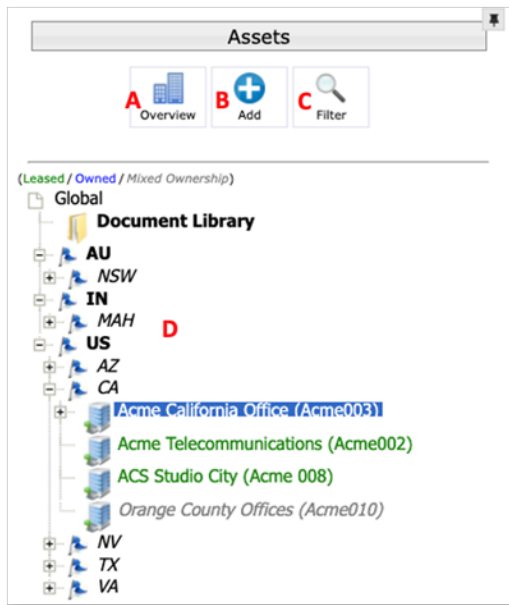 Assets
A B C
Overview Add Filter
(Leased / Owned / Mixed Ownership)
Global
Document Library
AU
NSW
IN
MAH D
US
AZ
CA
Acme California Office (Acme003)
Acme Telecommunications (Acme002)
ACS Studio City (Acme 008)
Orange County Offices (Acme010)
NV
TX
VA